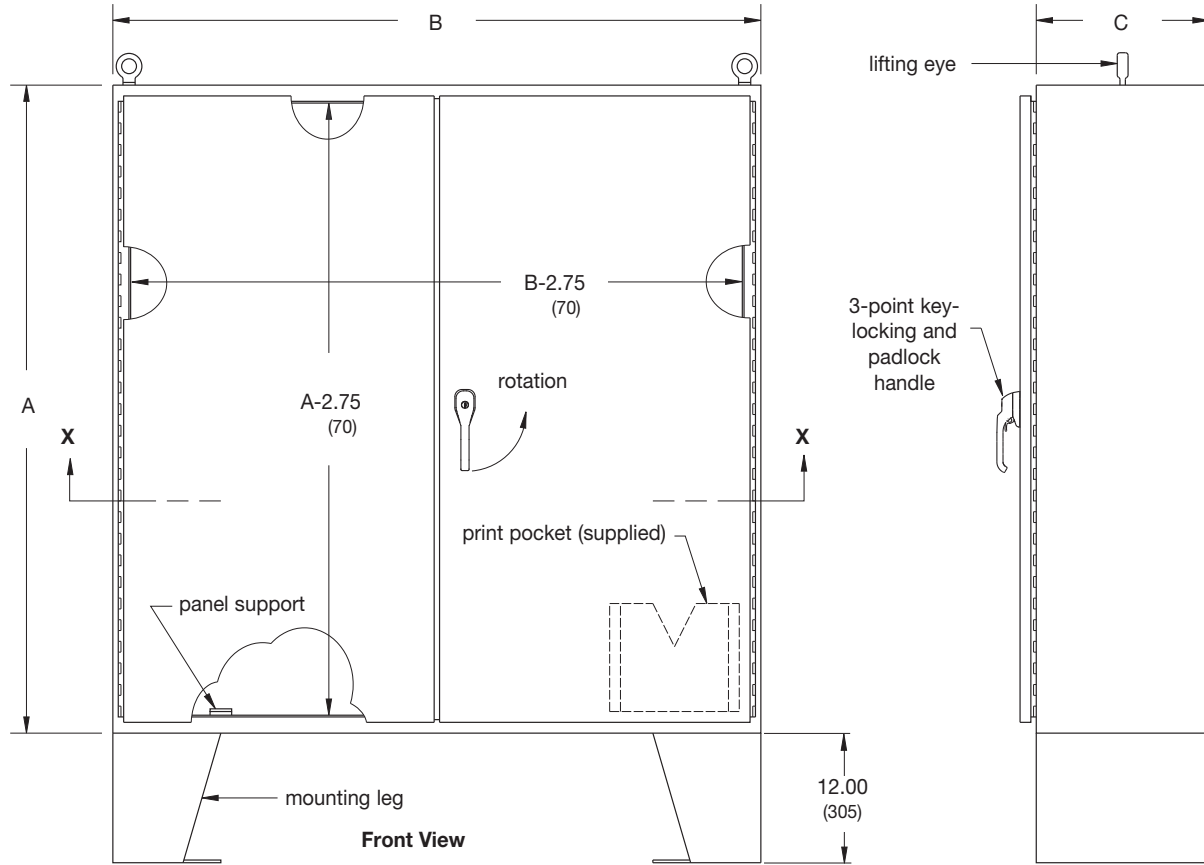 B
C
lifting eye
B-2.75
(70)
3-point key-
locking and
padlock
handle
rotation
A
A-2.75
(70)
X
X
print pocket (supplied)
panel support
mounting leg
12.00
(305)
Front View